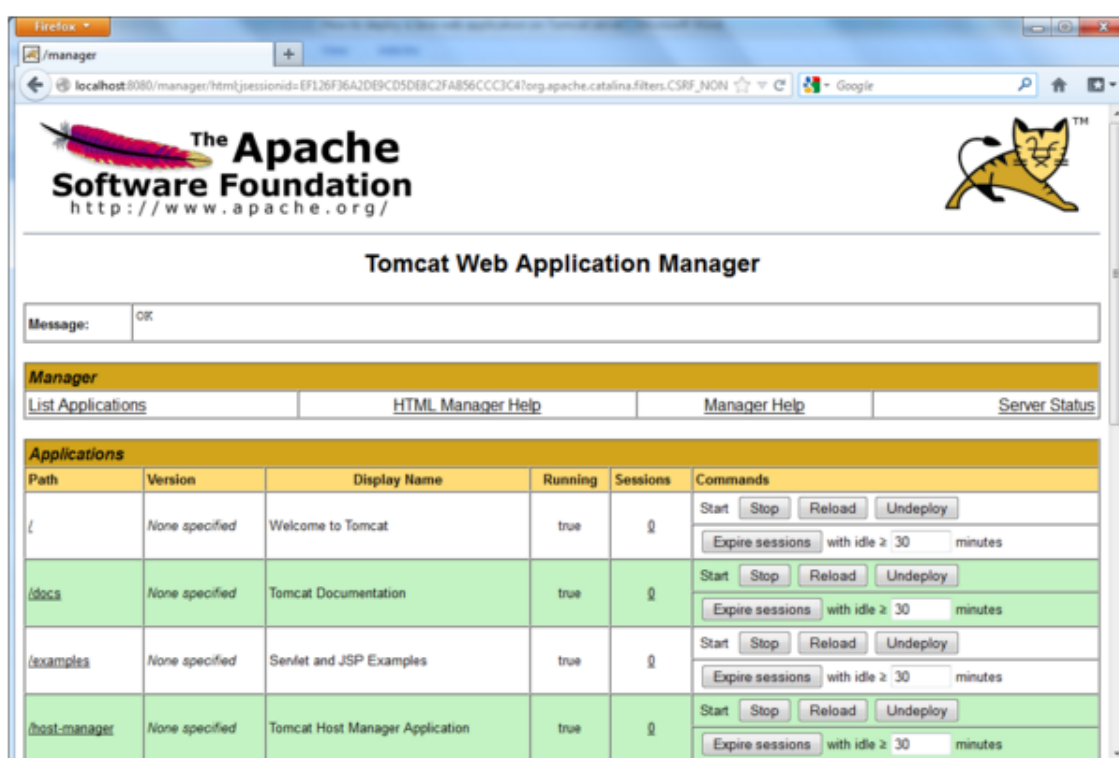 Firefox
/manager
+
localhost:8080/manager/html;jsessionid=EF126F36A2DE9CD5DE8C2FA856CCC3C4?org.apache.catalina.filters.CSRF_NON
Google
The Apache
Software Foundation
http://www.apache.org/
TM
Tomcat Web Application Manager
Message: OK
Manager
List Applications HTML Manager Help Manager Help Server Status
Applications
Path Version Display Name Running Sessions Commands
/ None specified Welcome to Tomcat true 0 Start Stop Reload Undeploy
Expire sessions with idle ≥ 30 minutes
/docs None specified Tomcat Documentation true 0 Start Stop Reload Undeploy
Expire sessions with idle ≥ 30 minutes
/examples None specified Servlet and JSP Examples true 0 Start Stop Reload Undeploy
Expire sessions with idle ≥ 30 minutes
/host-manager None specified Tomcat Host Manager Application true 0 Start Stop Reload Undeploy
Expire sessions with idle ≥ 30 minutes